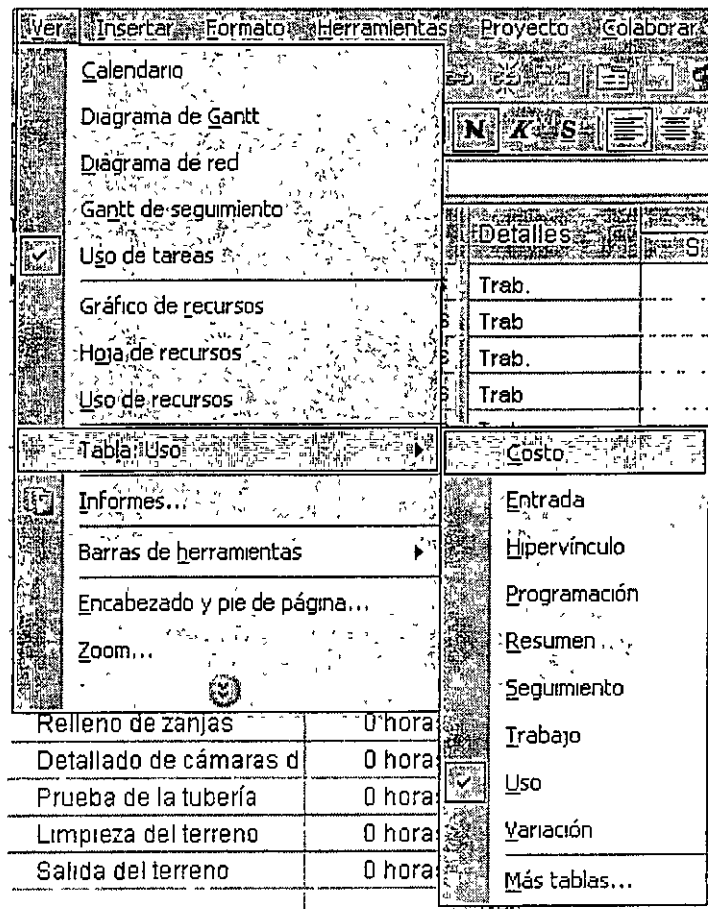 Ver Insertar Formato Herramientas Proyecto Colaborar
Calendario
Diagrama de Gantt
Diagrama de red
Gantt de seguimiento
Uso de tareas
Gráfico de recursos
Hoja de recursos
Uso de recursos
Tabla: Uso
Informes...
Barras de herramientas
Encabezado y pie de página...
Zoom...
N K S
Detalles S
Trab.
Trab
Trab.
Trab
Costo
Entrada
Hipervínculo
Programación
Resumen
Seguimiento
Trabajo
Uso
Variación
Más tablas...
Relleno de zanjas 0 horas
Detallado de cámaras d 0 horas
Prueba de la tubería 0 horas
Limpieza del terreno 0 horas
Salida del terreno 0 horas